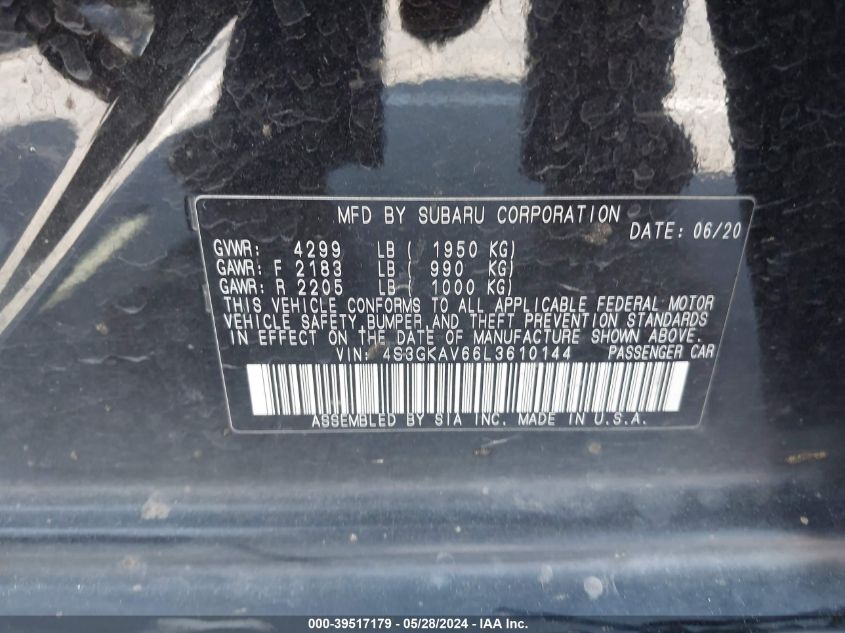 MFD BY SUBARU CORPORATION
DATE: 06/20
GVWR: 4299 LB ( 1950 KG)
GAWR: F 2183 LB ( 990 KG)
GAWR: R 2205 LB ( 1000 KG)
THIS VEHICLE CONFORMS TO ALL APPLICABLE FEDERAL MOTOR
VEHICLE SAFETY,BUMPER AND THEFT PREVENTION STANDARDS
IN EFFECT ON THE DATE OF MANUFACTURE SHOWN ABOVE.
VIN: 4S3GKAV66L3610144 PASSENGER CAR
ASSEMBLED BY SIA INC. MADE IN U.S.A.
000-39517179 - 05/28/2024 - IAA Inc.